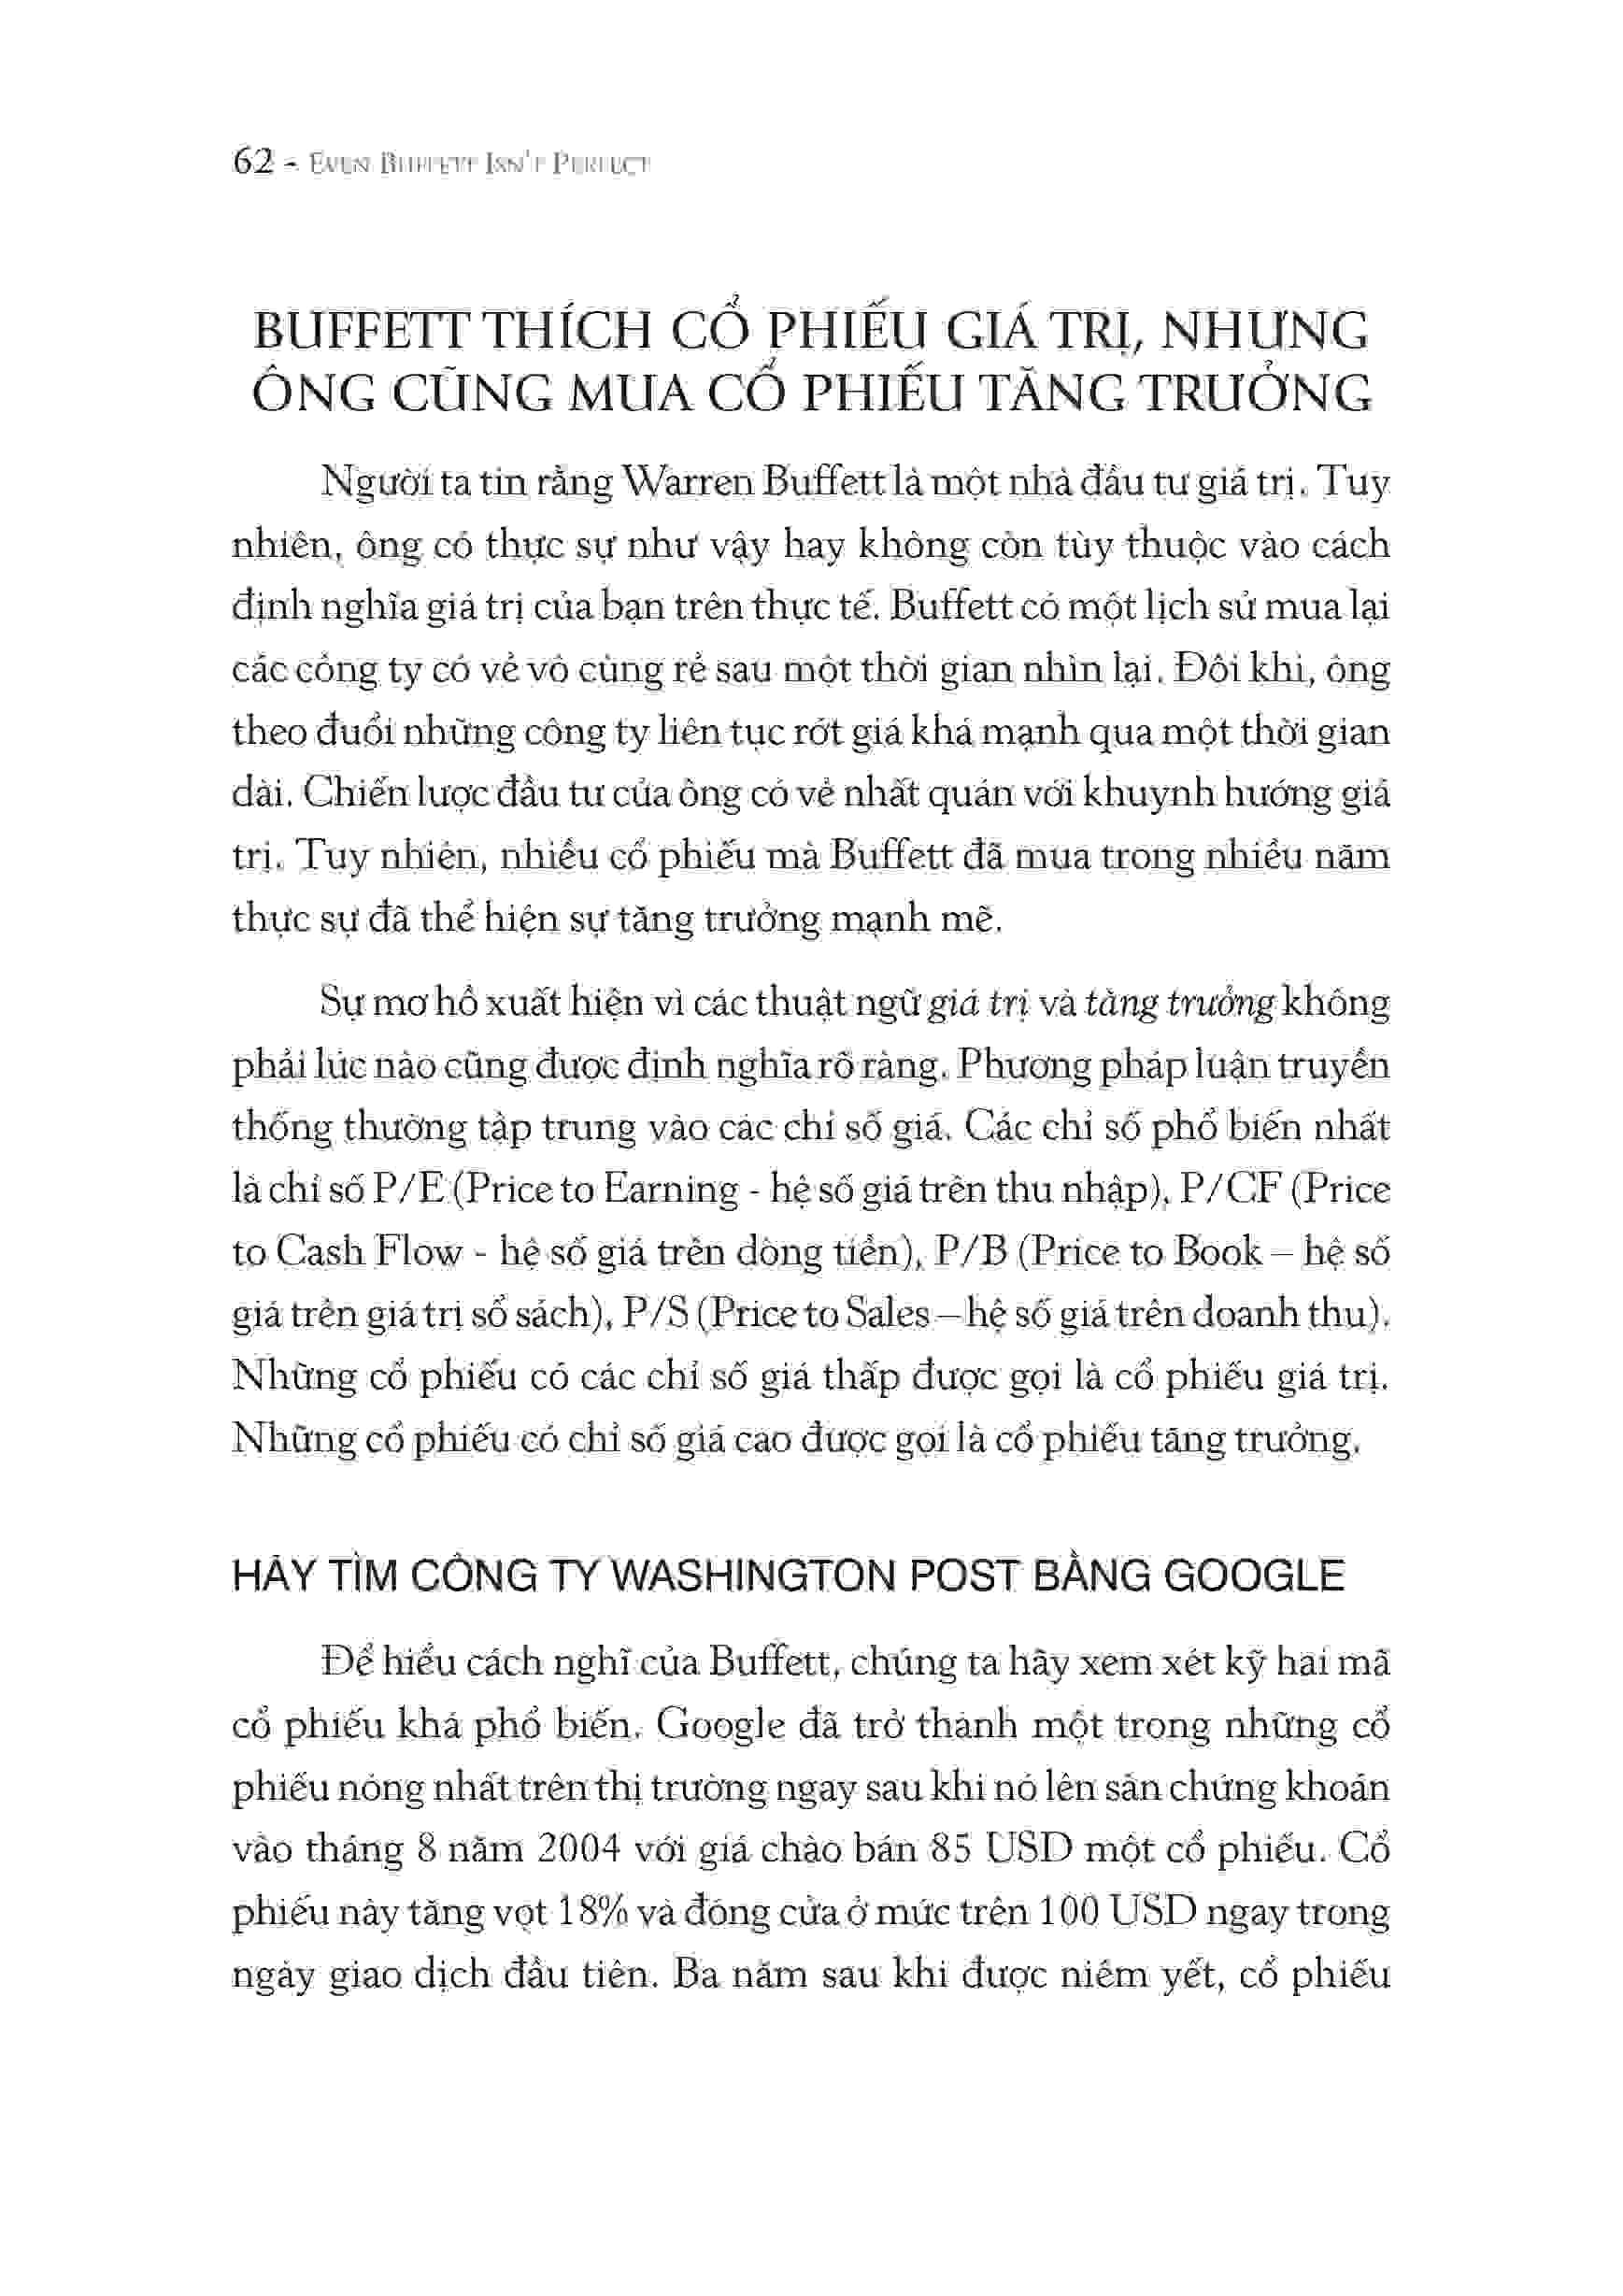 62 - EVEN BUFFETT ISN'T PERFECT
BUFFETT THÍCH CỔ PHIẾU GIÁ TRỊ, NHƯNG
ÔNG CŨNG MUA CỔ PHIẾU TĂNG TRƯỞNG
Người ta tin rằng Warren Buffett là một nhà đầu tư giá trị. Tuy
nhiên, ông có thực sự như vậy hay không còn tùy thuộc vào cách
định nghĩa giá trị của bạn trên thực tế. Buffett có một lịch sử mua lại
các công ty có vẻ vô cùng rẻ sau một thời gian nhìn lại. Đôi khi, ông
theo đuổi những công ty liên tục rớt giá khá mạnh qua một thời gian
dài. Chiến lược đầu tư của ông có vẻ nhất quán với khuynh hướng giá
trị. Tuy nhiên, nhiều cổ phiếu mà Buffett đã mua trong nhiều năm
thực sự đã thể hiện sự tăng trưởng mạnh mẽ.
Sự mơ hồ xuất hiện vì các thuật ngữ giá trị và tăng trưởng không
phải lúc nào cũng được định nghĩa rõ ràng. Phương pháp luận truyền
thống thường tập trung vào các chỉ số giá. Các chỉ số phổ biến nhất
là chỉ số P/E (Price to Earning - hệ số giá trên thu nhập), P/CF (Price
to Cash Flow - hệ số giá trên dòng tiền), P/B (Price to Book – hệ số
giá trên giá trị sổ sách), P/S (Price to Sales – hệ số giá trên doanh thu).
Những cổ phiếu có các chỉ số giá thấp được gọi là cổ phiếu giá trị.
Những cổ phiếu có chỉ số giá cao được gọi là cổ phiếu tăng trưởng.
HÃY TÌM CÔNG TY WASHINGTON POST BẰNG GOOGLE
Để hiểu cách nghĩ của Buffett, chúng ta hãy xem xét kỹ hai mã
cổ phiếu khá phổ biến. Google đã trở thành một trong những cổ
phiếu nóng nhất trên thị trường ngay sau khi nó lên sàn chứng khoán
vào tháng 8 năm 2004 với giá chào bán 85 USD một cổ phiếu. Cổ
phiếu này tăng vọt 18% và đóng cửa ở mức trên 100 USD ngay trong
ngày giao dịch đầu tiên. Ba năm sau khi được niêm yết, cổ phiếu